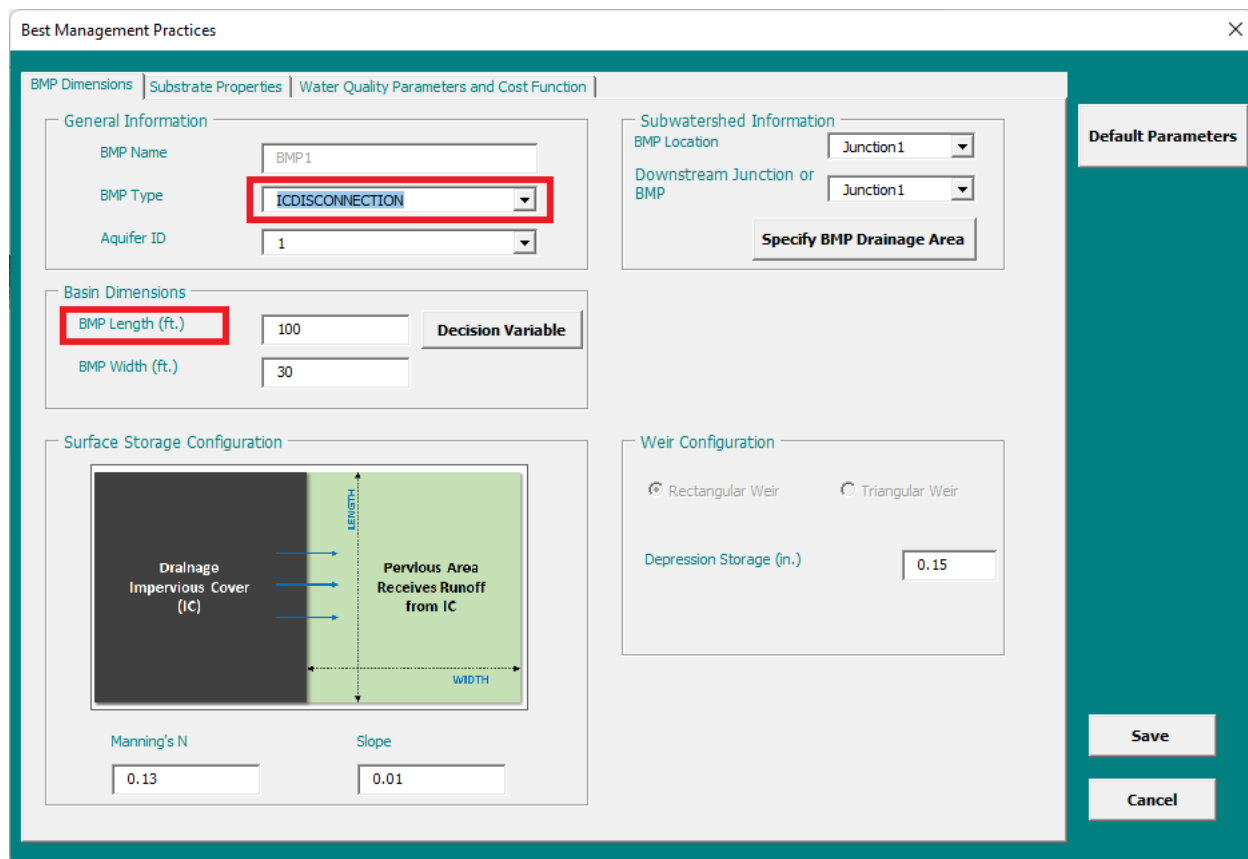 Best Management Practices
BMP Dimensions
Substrate Properties
Water Quality Parameters and Cost Function
General Information
BMP Name
BMP1
BMP Type
ICDISCONNECTION
Aquifer ID
1
Subwatershed Information
BMP Location
Junction1
Downstream Junction or
BMP
Junction1
Specify BMP Drainage Area
Default Parameters
Basin Dimensions
BMP Length (ft.)
100
Decision Variable
BMP Width (ft.)
30
Surface Storage Configuration
LENGTH
Drainage
Impervious Cover
(IC)
Pervious Area
Receives Runoff
from IC
WIDTH
Manning's N
Slope
0.13
0.01
Weir Configuration
Rectangular Weir
Triangular Weir
Depression Storage (in.)
0.15
Save
Cancel